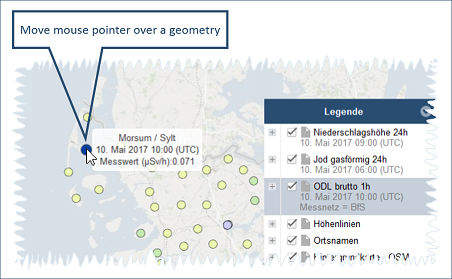 Move mouse pointer over a geometry
Morsum / Sylt
10. Mai 2017 10:00 (UTC)
Messwert (µSv/h):0.071
Legende
Niederschlagshöhe 24h
10. Mai 2017 09:00 (UTC)
Jod gasförmig 24h
10. Mai 2017 06:00 (UTC)
ODL brutto 1h
10. Mai 2017 10:00 (UTC)
Messnetz = BfS
Höhenlinien
Ortsnamen
Hintergrundkarte - OSM